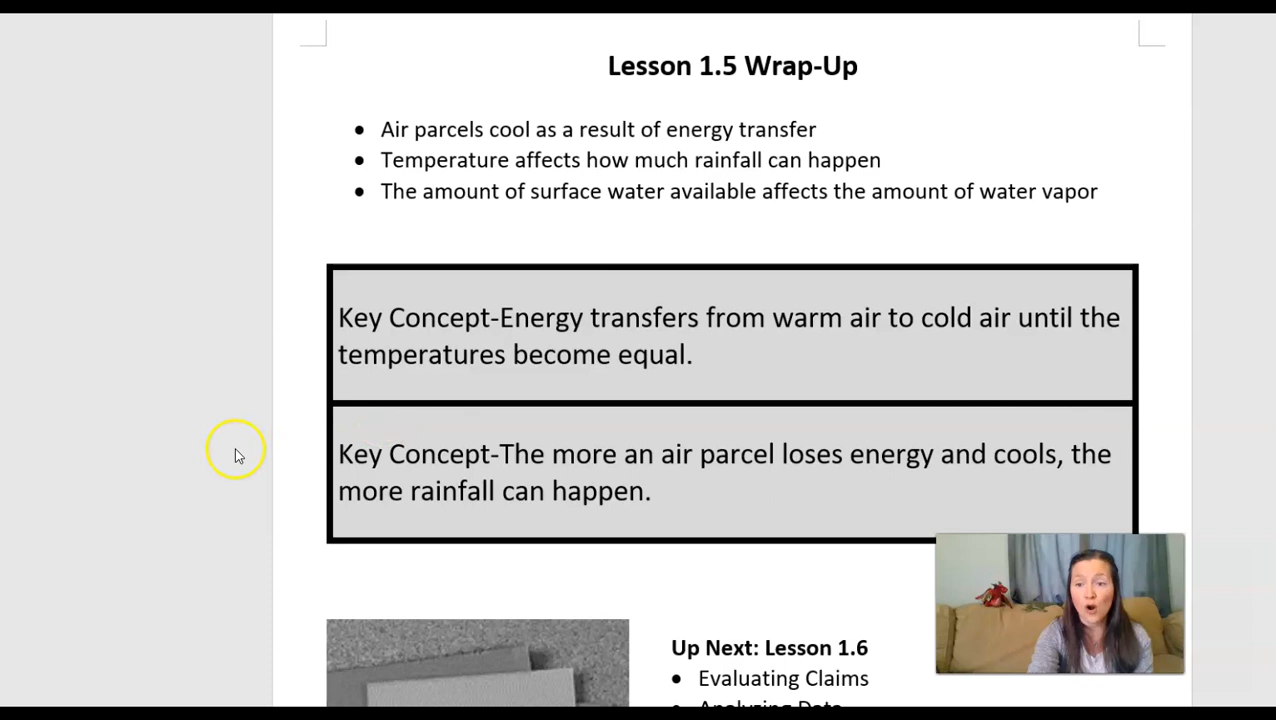 Lesson 1.5 Wrap-Up
• Air parcels cool as a result of energy transfer
• Temperature affects how much rainfall can happen
• The amount of surface water available affects the amount of water vapor
Key Concept-Energy transfers from warm air to cold air until the
temperatures become equal.
Key Concept-The more an air parcel loses energy and cools, the
more rainfall can happen.
Up Next: Lesson 1.6
• Evaluating Claims
• Analyzing Data